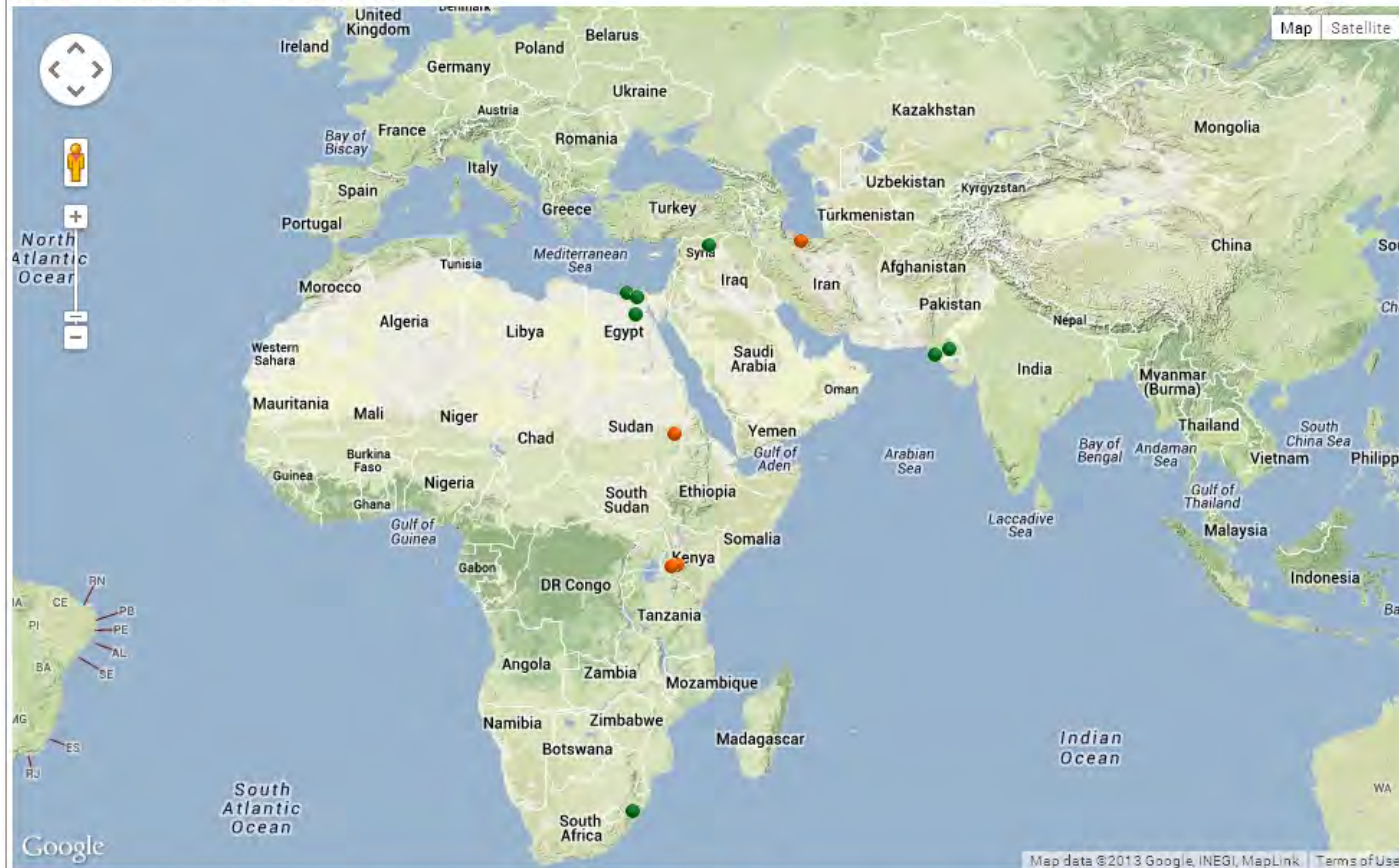 Denmark
United
Kingdom
Ireland
Belarus
Poland
Germany
Ukraine
Austria
France
Bay of
Biscay
Romania
Italy
Spain
Portugal
Greece
Turkey
Kazakhstan
Mongolia
Uzbekistan
Kyrgyzstan
Turkmenistan
Map
Satellite
North
Atlantic
Ocean
Mediterranean
Sea
Tunisia
Morocco
Syria
Iraq
Iran
Afghanistan
Pakistan
China
Nepal
Algeria
Libya
Egypt
Western
Sahara
Saudi
Arabia
Oman
India
Myanmar
(Burma)
Mauritania
Mali
Niger
Chad
Sudan
Yemen
Gulf of
Aden
Arabian
Sea
Bay of
Bengal
Andaman
Sea
Thailand
South
China Sea
Vietnam
Philipp
Gulf of
Thailand
Guinea
Burkina
Faso
Ghana
Nigeria
Gulf of
Guinea
South
Sudan
Ethiopia
Somalia
Laccadive
Sea
Malaysia
Indonesia
Gabon
DR Congo
Kenya
Tanzania
Angola
Zambia
Mozambique
Namibia
Zimbabwe
Botswana
Madagascar
South
Africa
Indian
Ocean
South
Atlantic
Ocean
RN
CE
PB
PI
PE
AL
BA
SE
MG
ES
RJ
WA
Google
Map data ©2013 Google, INEGI, MapLink
Terms of Use